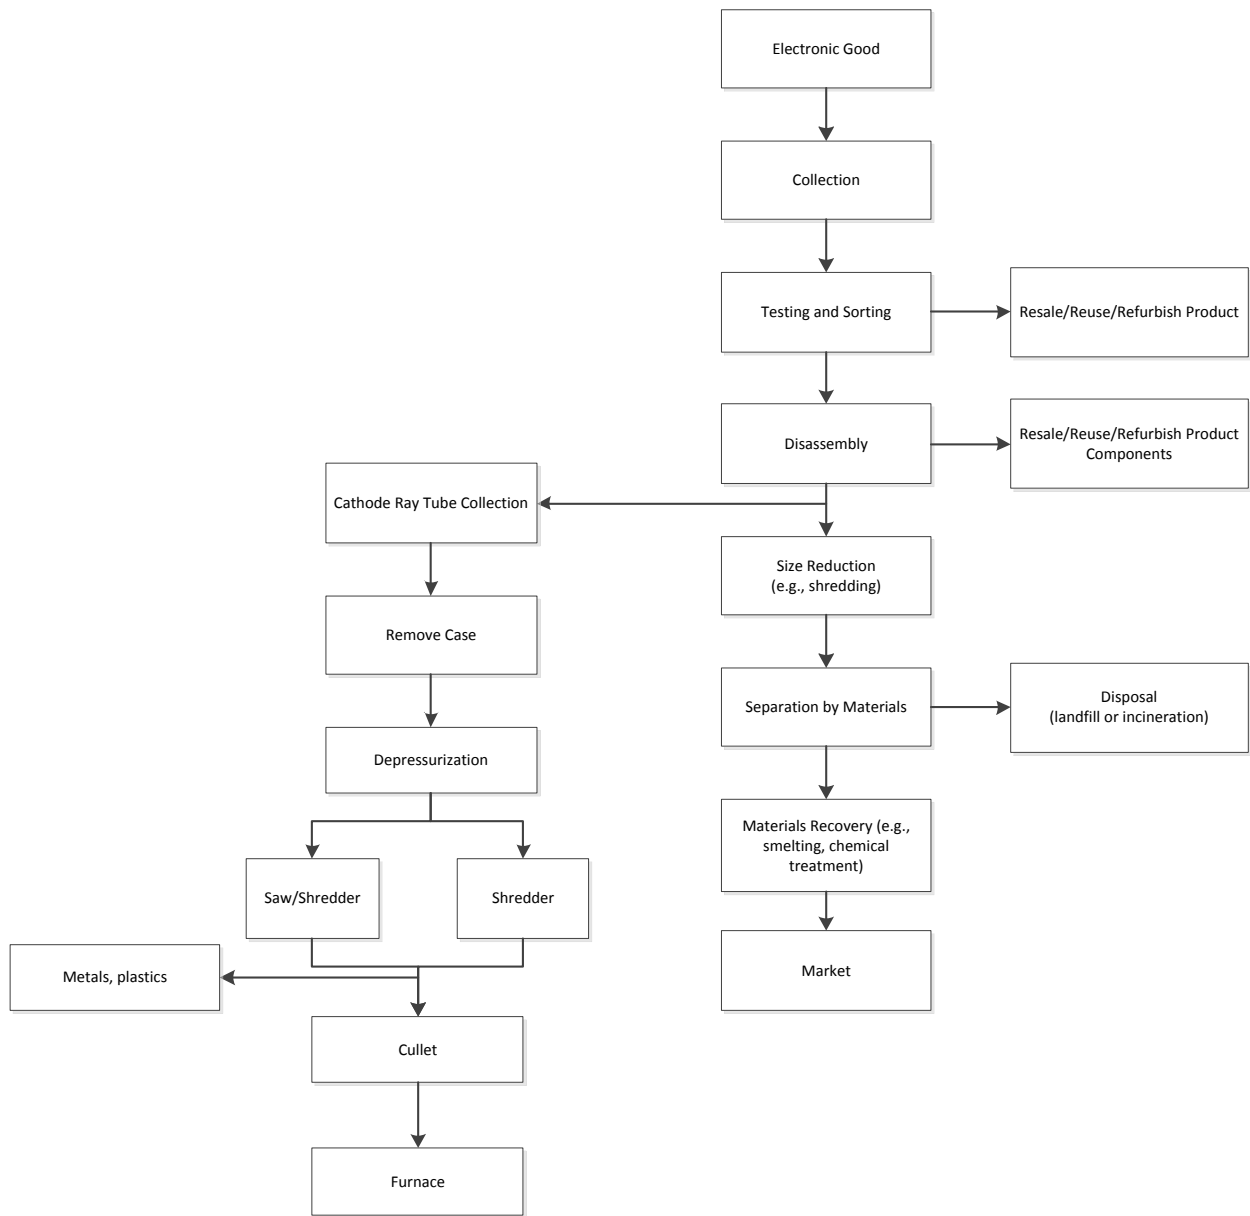 Electronic Good
Collection
Testing and Sorting
Resale/Reuse/Refurbish Product
Disassembly
Resale/Reuse/Refurbish Product
Components
Cathode Ray Tube Collection
Size Reduction
(e.g., shredding)
Remove Case
Separation by Materials
Disposal
(landfill or incineration)
Depressurization
Materials Recovery (e.g.,
smelting, chemical
treatment)
Saw/Shredder
Shredder
Market
Metals, plastics
Cullet
Furnace